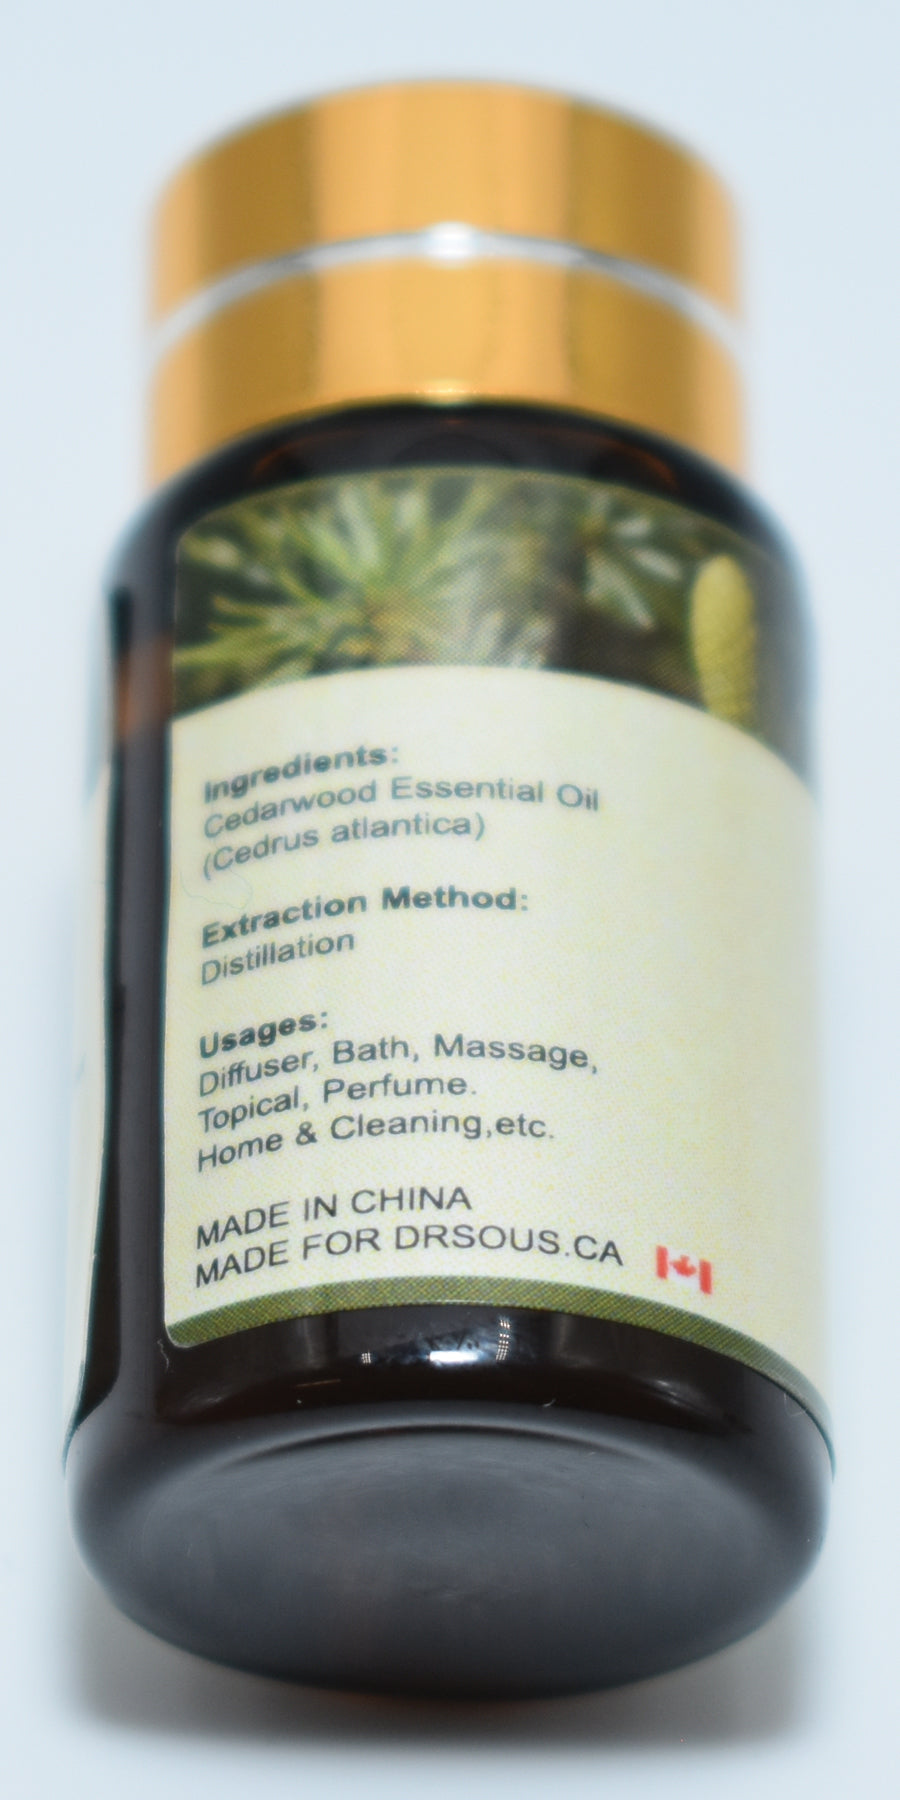 Ingredients:
Cedarwood Essential Oil
(Cedrus atlantica)
Extraction Method:
Distillation
Usages:
Diffuser, Bath, Massage,
Topical, Perfume.
Home & Cleaning,etc.
MADE IN CHINA
MADE FOR DRSOUS.CA